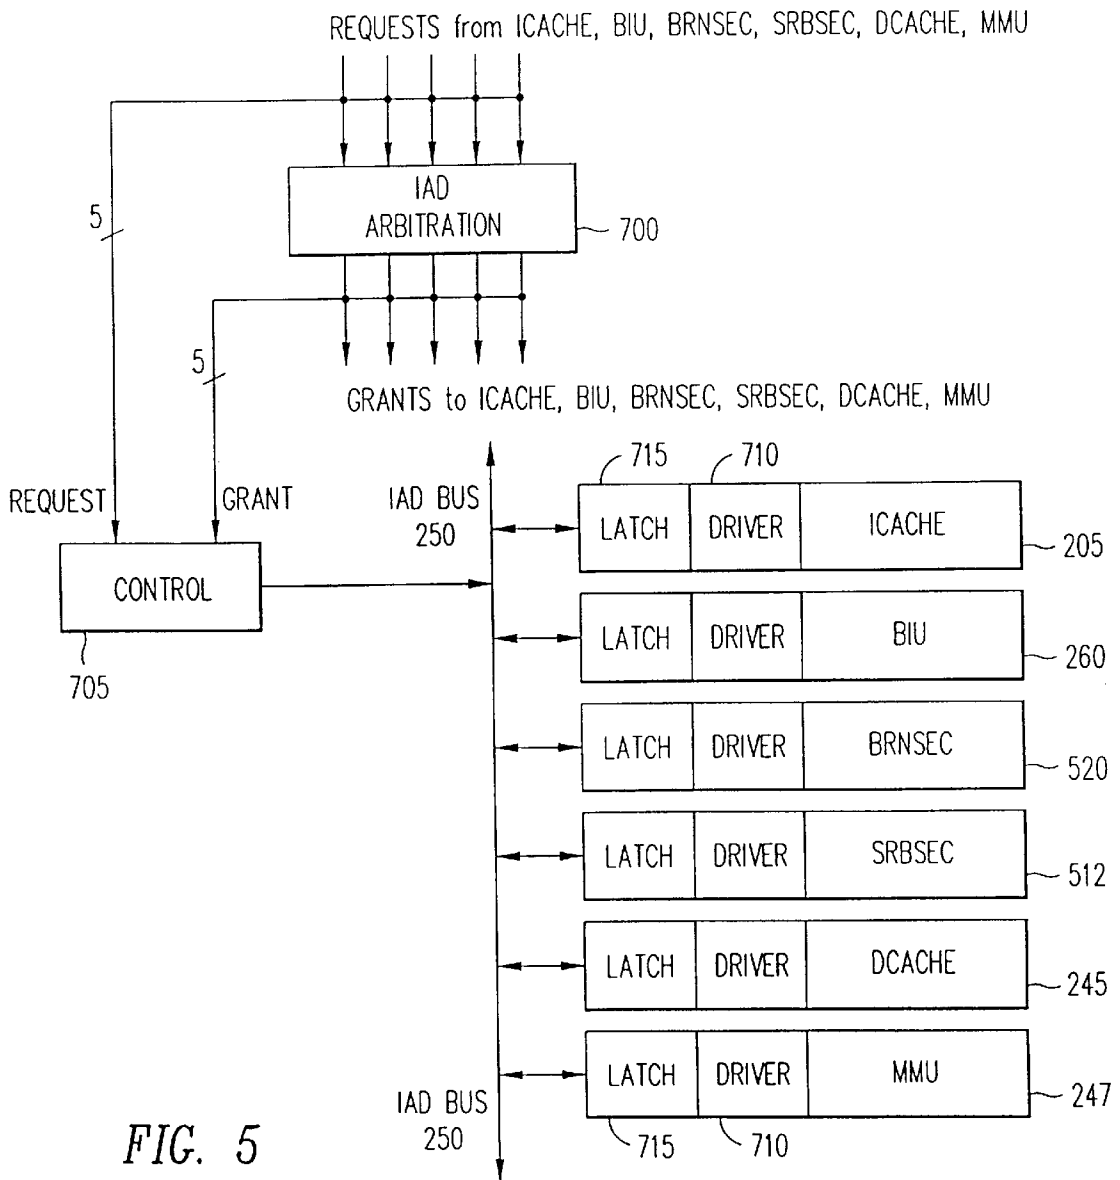 REQUESTS from ICACHE, BIU, BRNSEC, SRBSEC, DCACHE, MMU
IAD
ARBITRATION
700
5
5
GRANTS to ICACHE, BIU, BRNSEC, SRBSEC, DCACHE, MMU
REQUEST
GRANT
CONTROL
705
IAD BUS
250
715
710
LATCH DRIVER ICACHE
205
LATCH DRIVER BIU
260
LATCH DRIVER BRNSEC
520
LATCH DRIVER SRBSEC
512
LATCH DRIVER DCACHE
245
LATCH DRIVER MMU
247
IAD BUS
250
715
710
FIG. 5